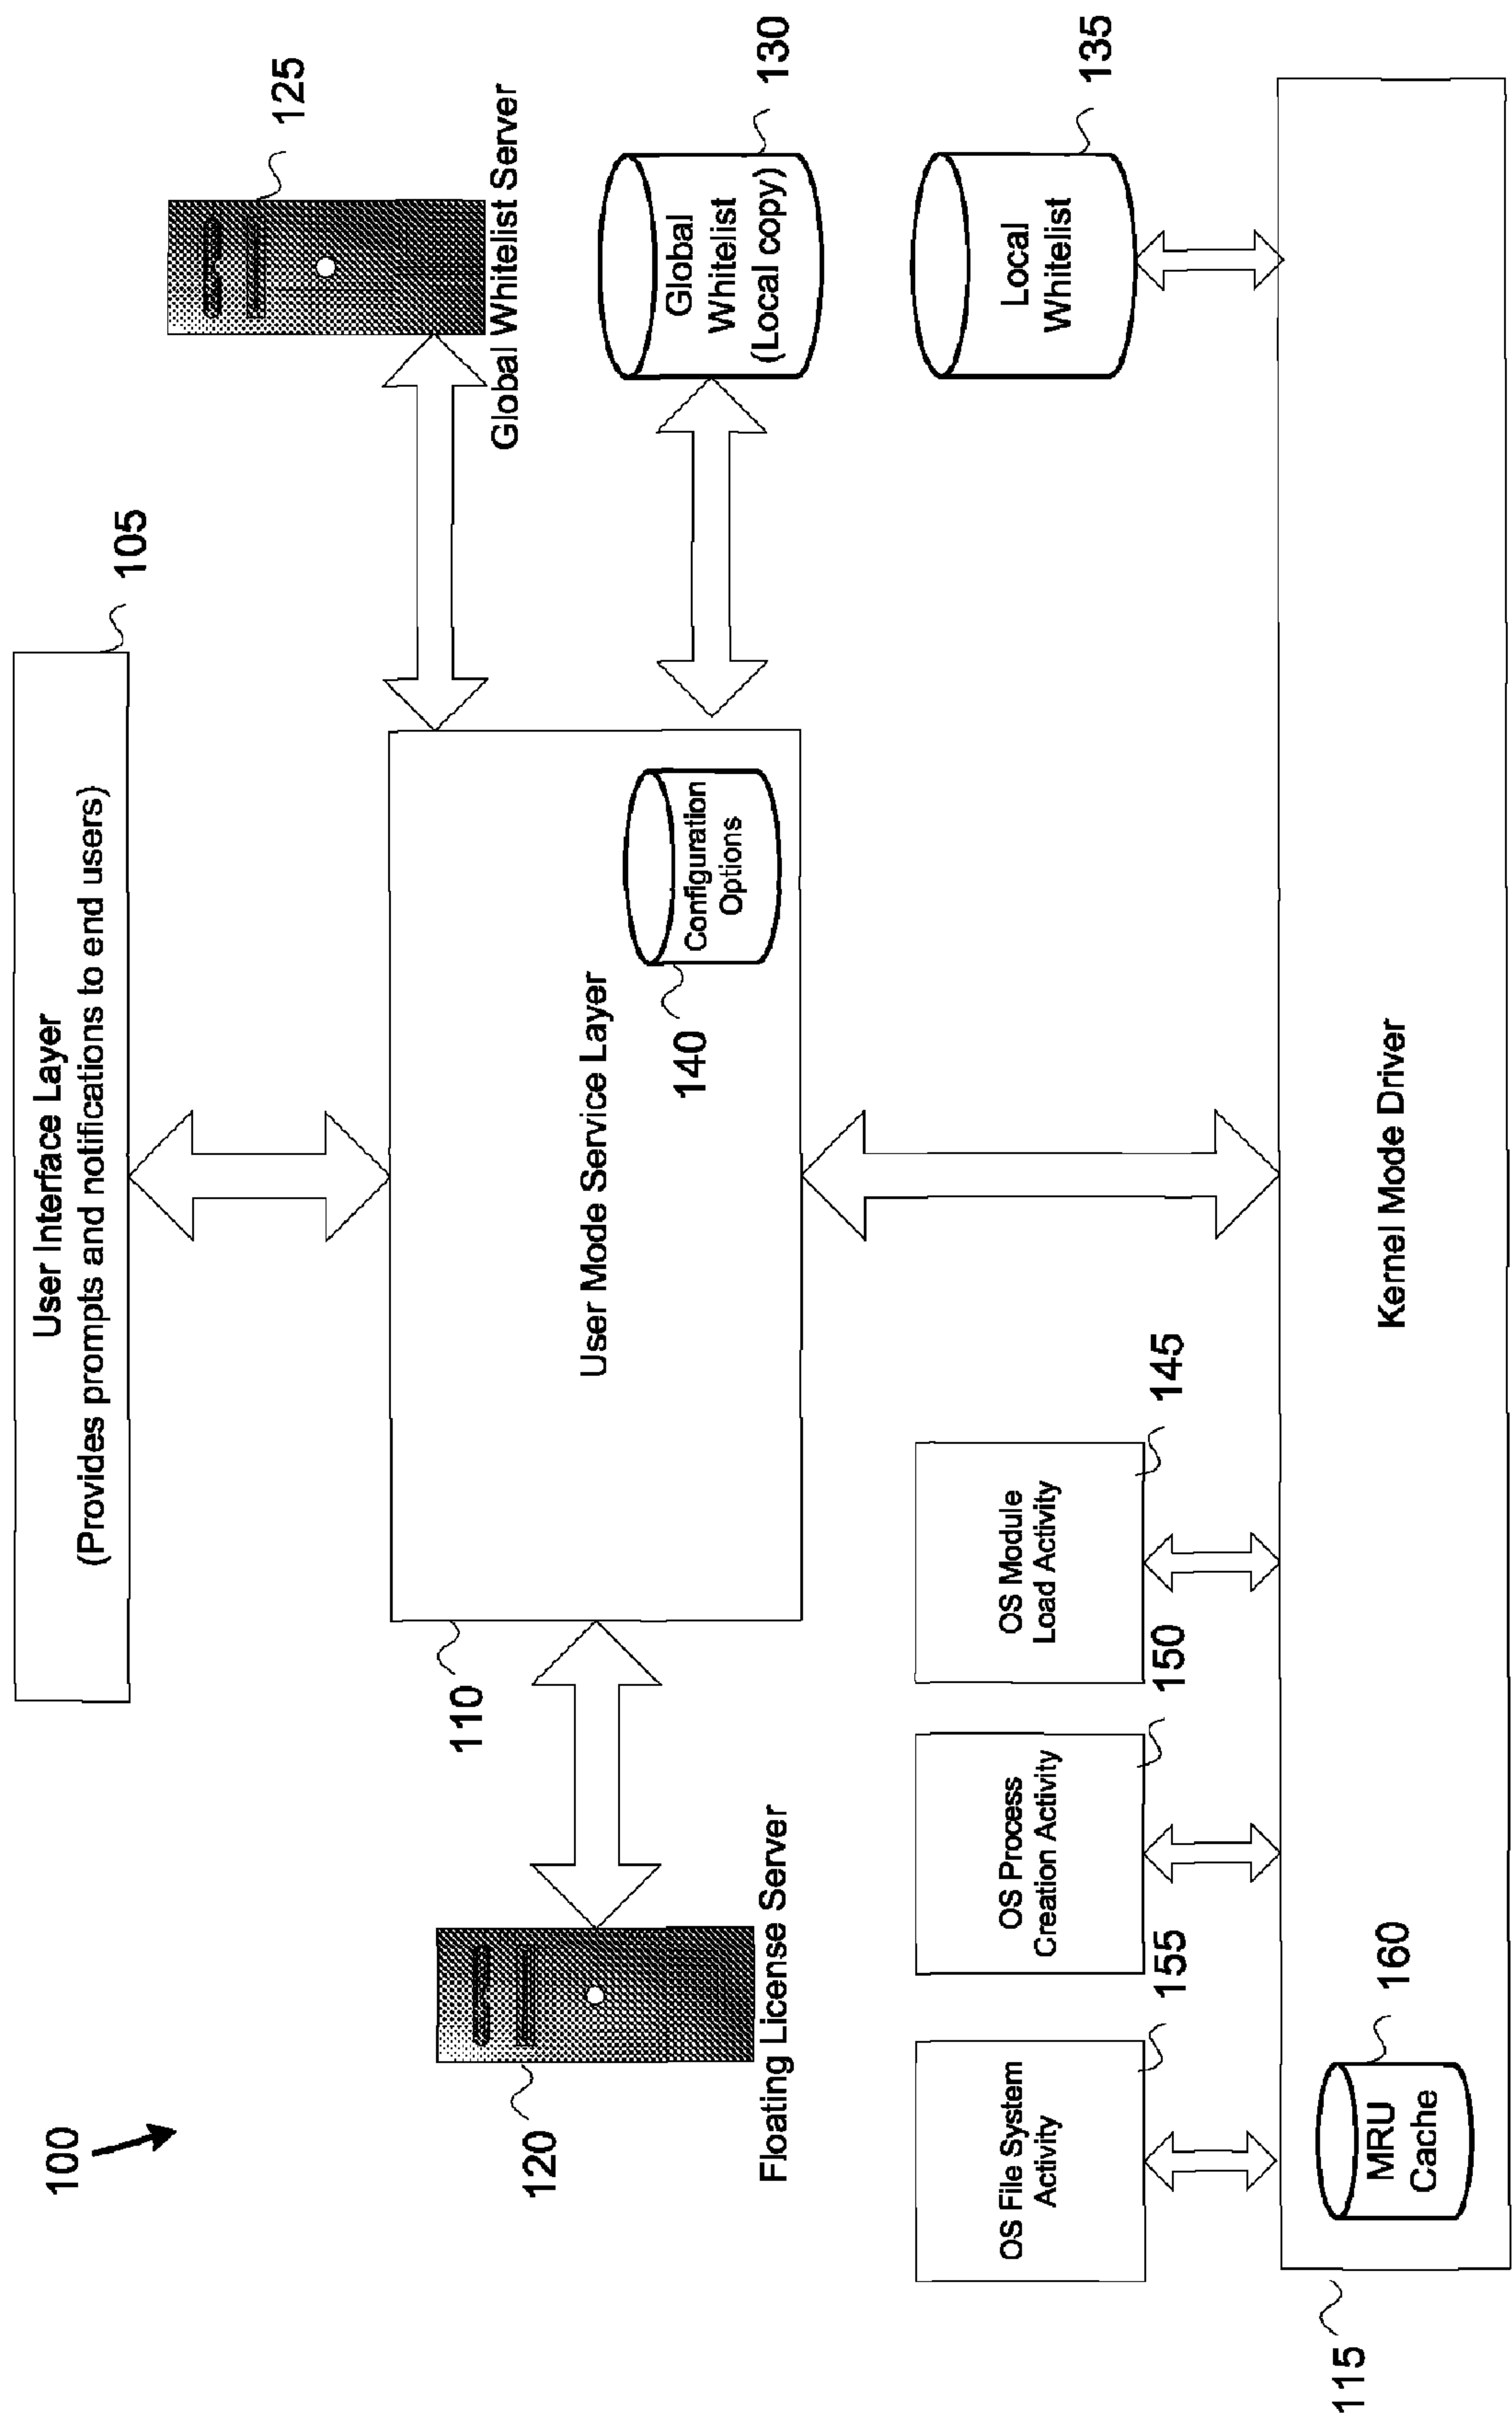 100
User Interface Layer
(Provides prompts and notifications to end users)
105
125
Global Whitelist Server
120
Floating License Server
110
User Mode Service Layer
140
Configuration
Options
Global
Whitelist
(Local copy)
130
OS File System
Activity
155
OS Process
Creation Activity
150
OS Module
Load Activity
145
Local
Whitelist
135
115
MRU
Cache
160
Kernel Mode Driver